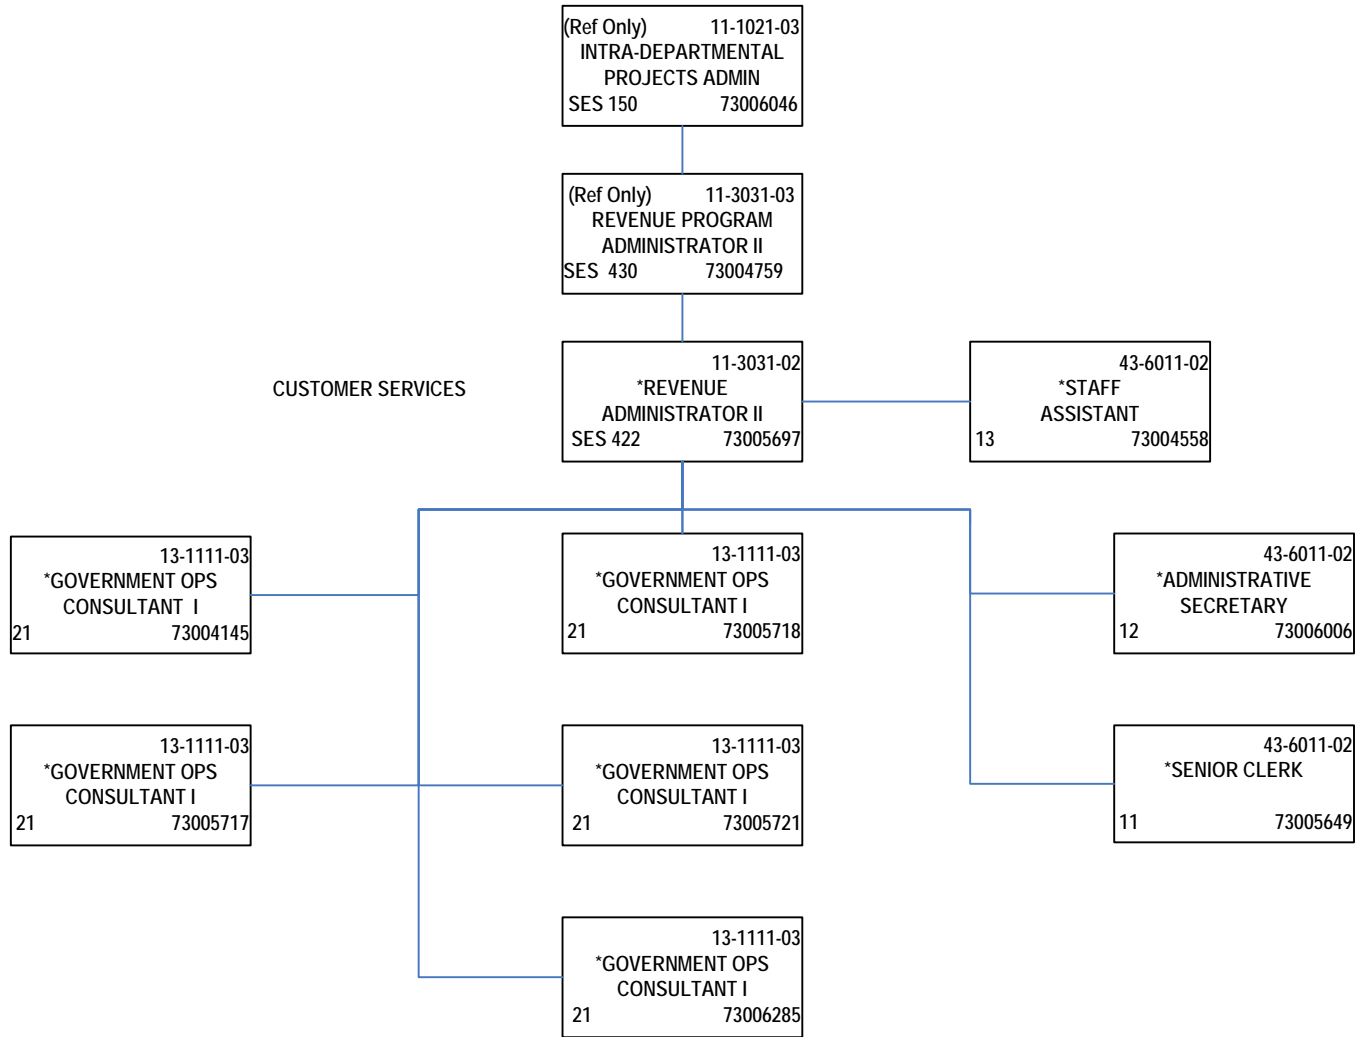 (Ref Only) 11-1021-03
INTRA-DEPARTMENTAL
PROJECTS ADMIN
SES 150 73006046
(Ref Only) 11-3031-03
REVENUE PROGRAM
ADMINISTRATOR II
SES 430 73004759
CUSTOMER SERVICES
11-3031-02
*REVENUE
ADMINISTRATOR II
SES 422 73005697
43-6011-02
*STAFF
ASSISTANT
13 73004558
13-1111-03
*GOVERNMENT OPS
CONSULTANT I
21 73004145
13-1111-03
*GOVERNMENT OPS
CONSULTANT I
21 73005718
43-6011-02
*ADMINISTRATIVE
SECRETARY
12 73006006
13-1111-03
*GOVERNMENT OPS
CONSULTANT I
21 73005717
13-1111-03
*GOVERNMENT OPS
CONSULTANT I
21 73005721
43-6011-02
*SENIOR CLERK
11 73005649
13-1111-03
*GOVERNMENT OPS
CONSULTANT I
21 73006285